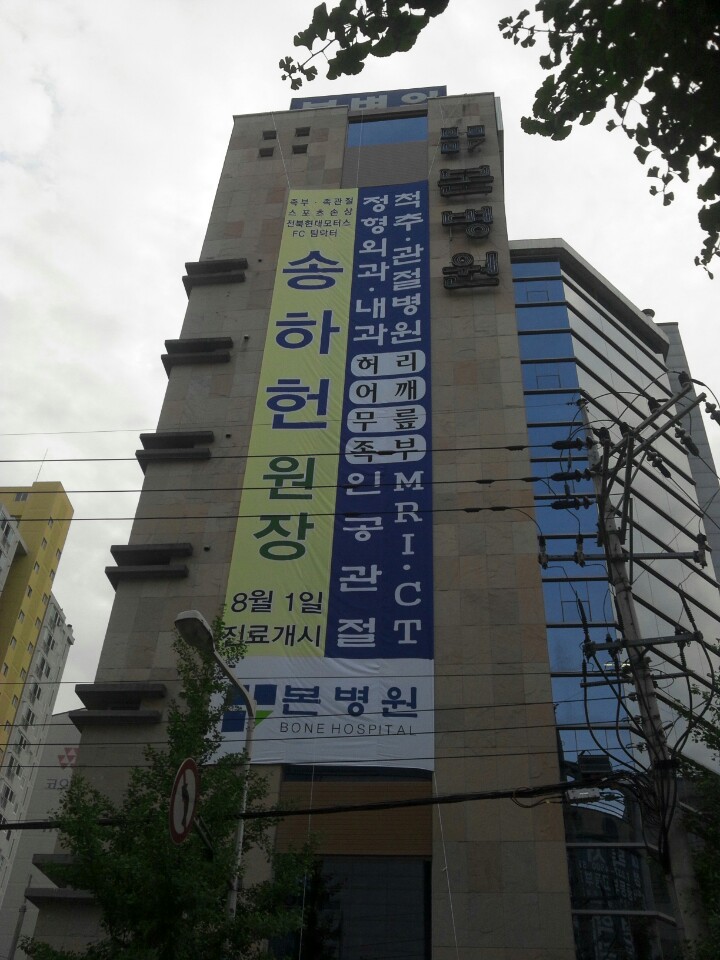 본병원
본병원
족부·족관절
스포츠손상
전북현대모터스
FC 팀닥터
송하헌원장
8월 1일
진료개시
척추·관절병원
정형외과·내과
허리
어깨
무릎
족부
MRI·CT
인공관절
본병원
BONE HOSPITAL